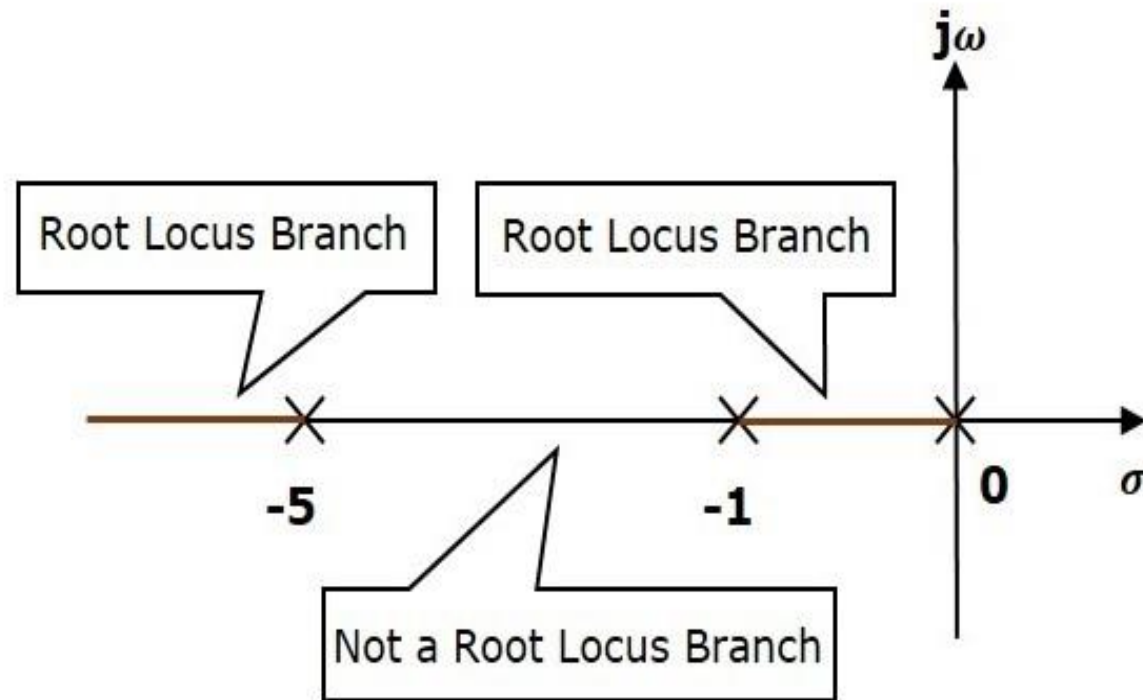 jω
Root Locus Branch
Root Locus Branch
-5
-1
0
σ
Not a Root Locus Branch